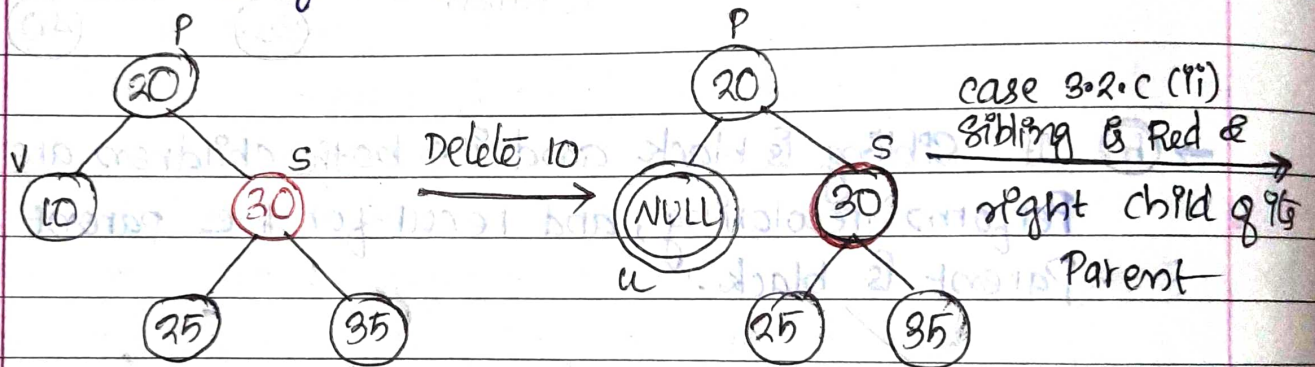 P
20
V
10
S
30
25
35
Delete 10
P
20
NULL
u
S
30
25
35
case 3.2.c (ii)
Sibling is Red &
right child of its
Parent